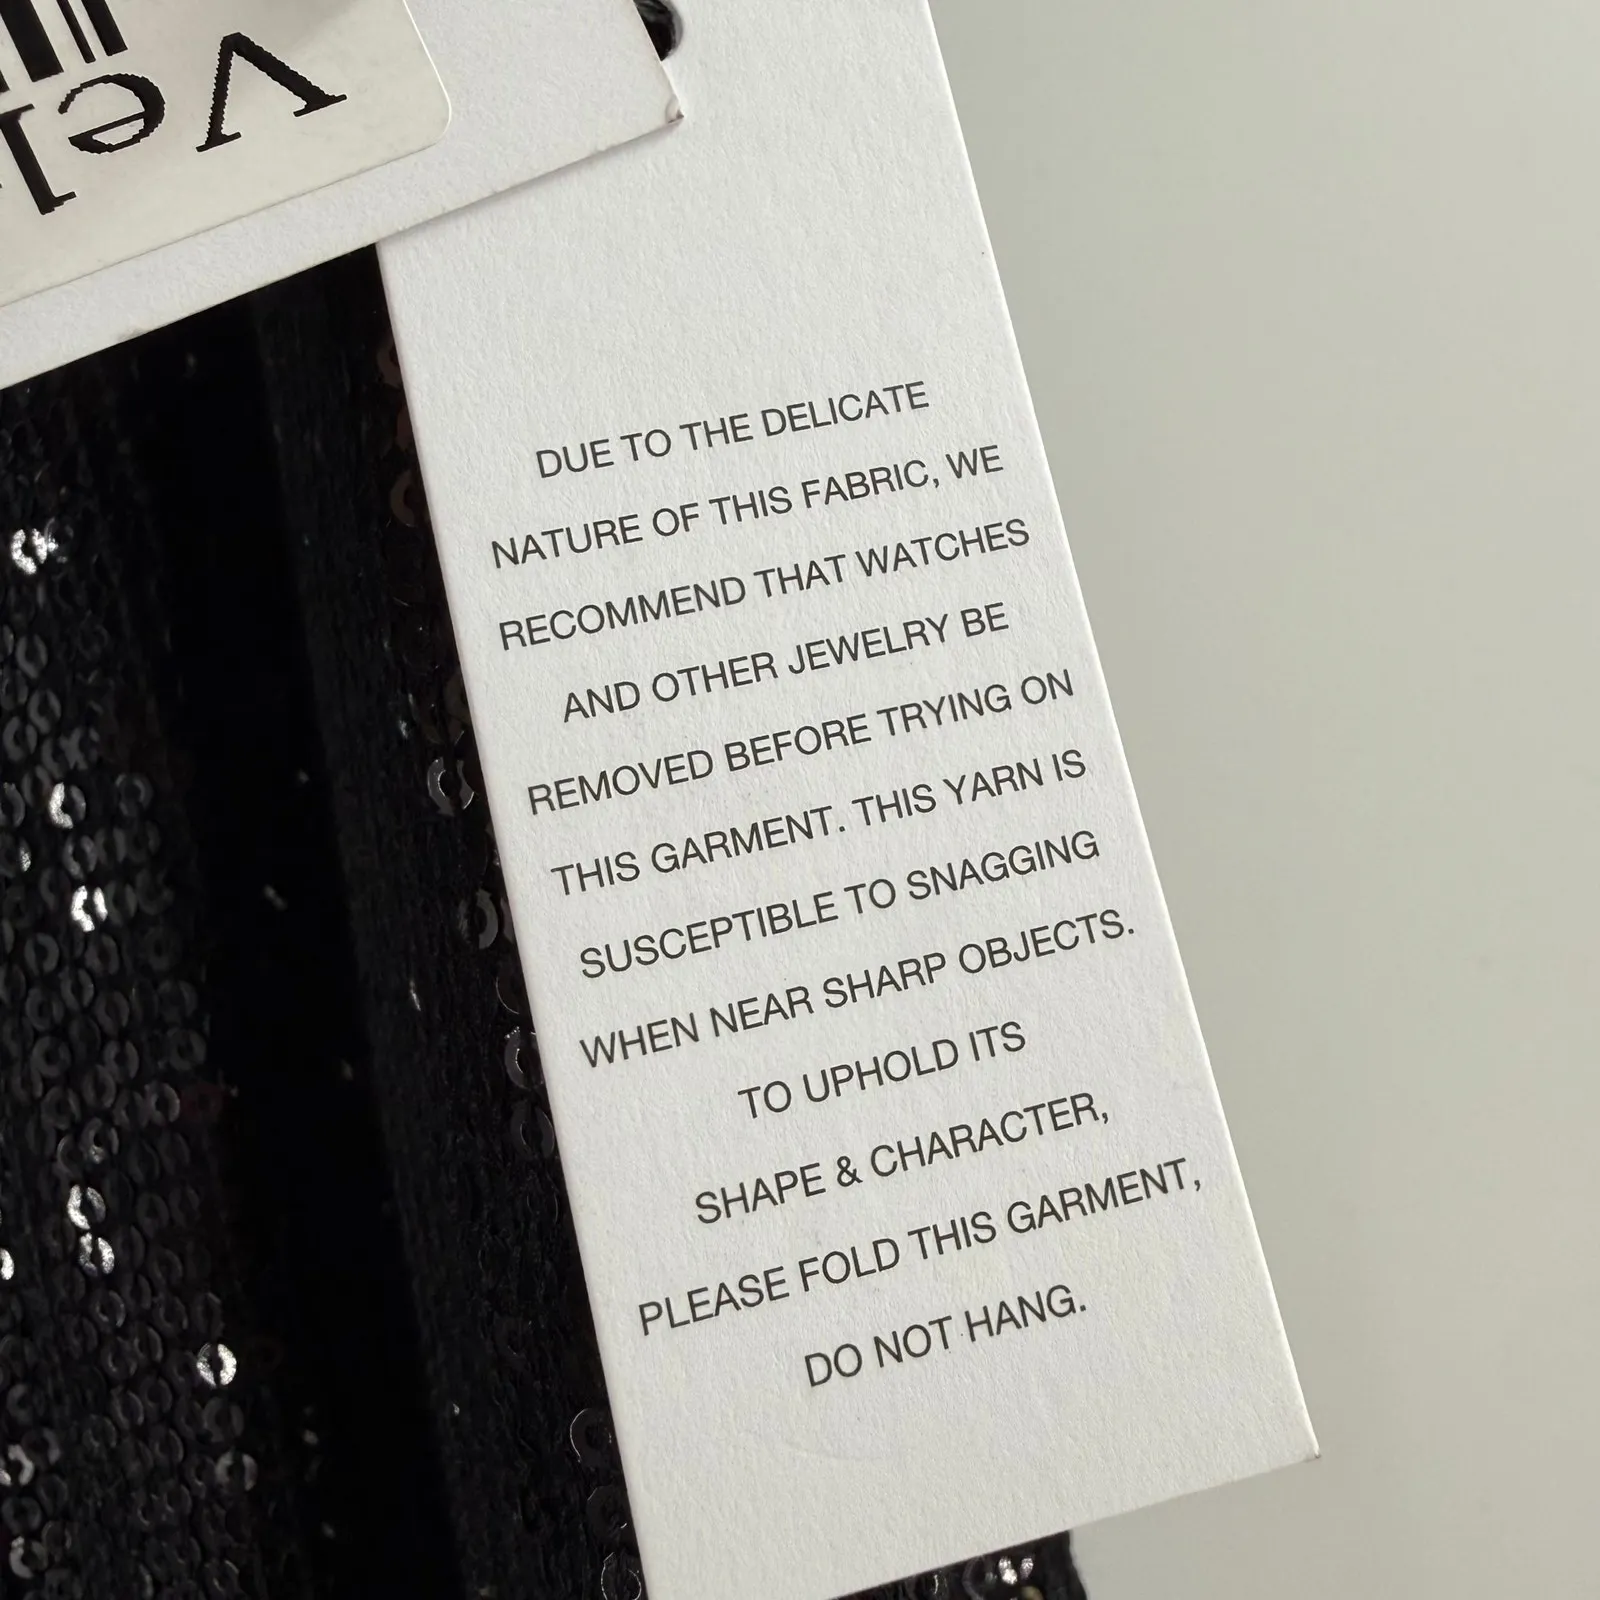 DUE TO THE DELICATE
NATURE OF THIS FABRIC, WE
RECOMMEND THAT WATCHES
AND OTHER JEWELRY BE
REMOVED BEFORE TRYING ON
THIS GARMENT. THIS YARN IS
SUSCEPTIBLE TO SNAGGING
WHEN NEAR SHARP OBJECTS.
TO UPHOLD ITS
SHAPE & CHARACTER,
PLEASE FOLD THIS GARMENT,
DO NOT HANG.